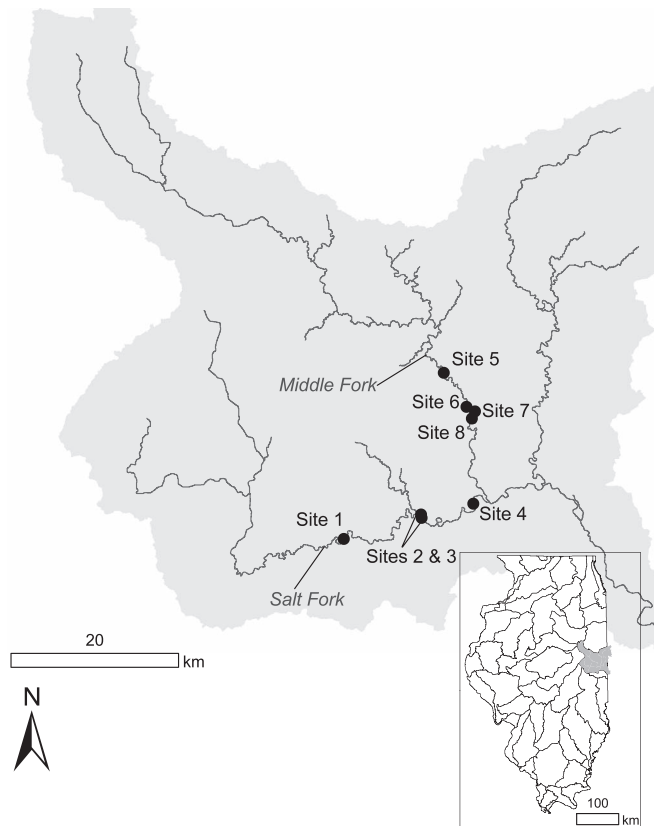 Site 5
Middle Fork
Site 6
Site 7
Site 8
Site 4
Site 1
Sites 2 & 3
Salt Fork
20
km
N
100
km